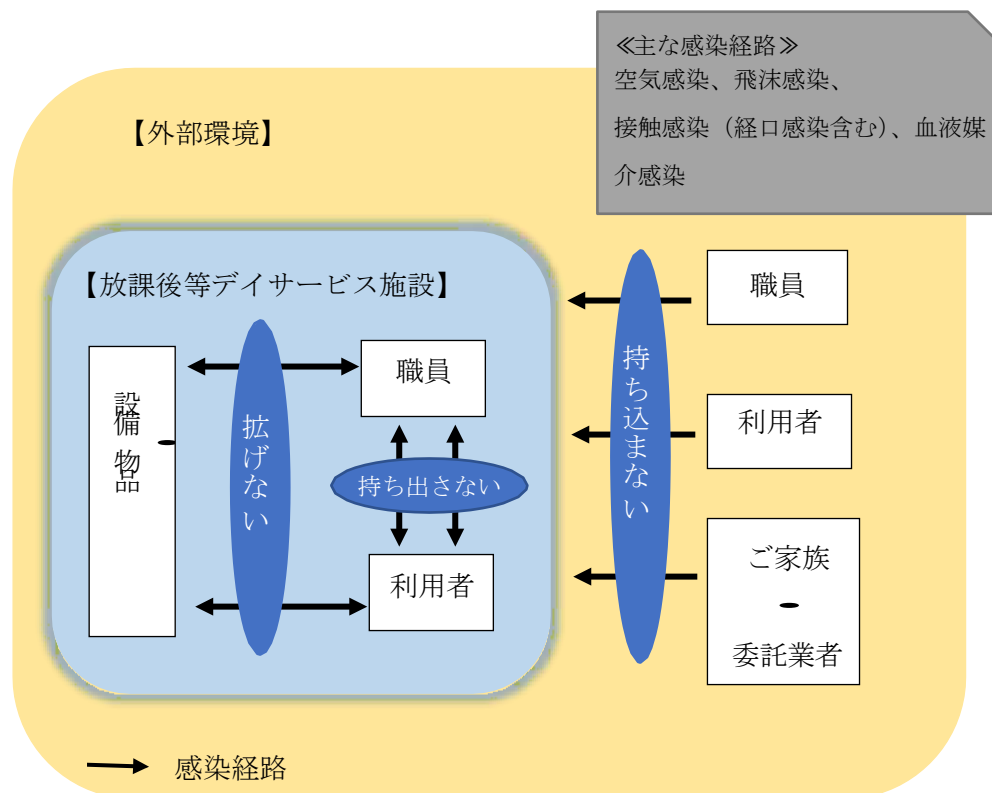 ≪主な感染経路≫
空気感染、飛沫感染、
接触感染（経口感染含む）、血液媒
介感染
【外部環境】
【放課後等デイサービス施設】
設備・物品
拡げない
職員
持ち出さない
利用者
持ち込まない
職員
利用者
ご家族
・
委託業者
感染経路